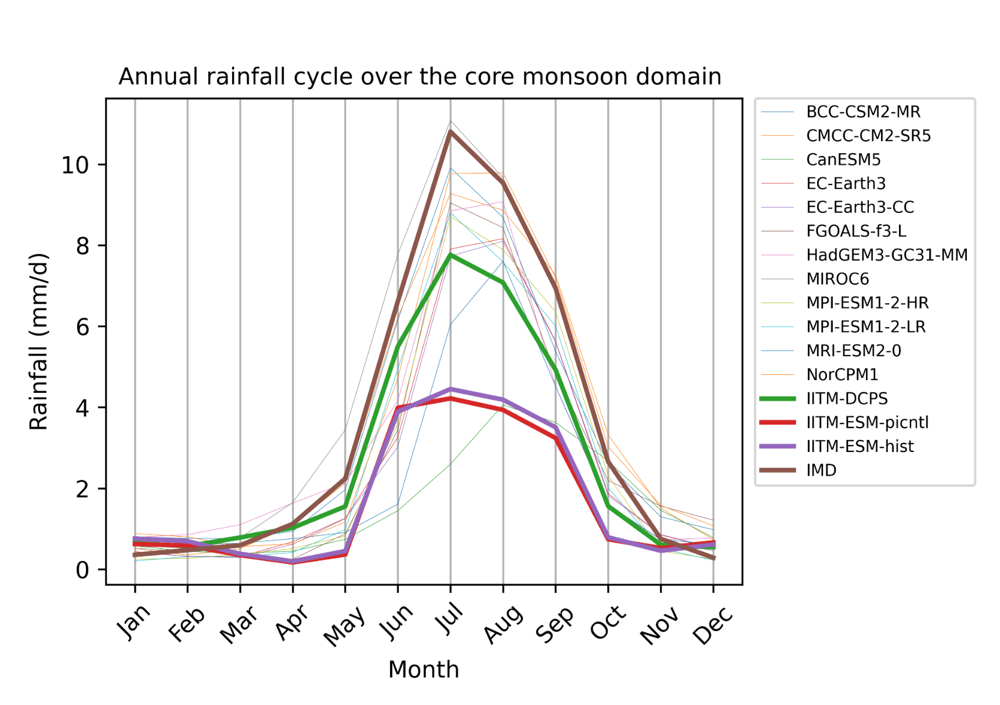 Annual rainfall cycle over the core monsoon domain
Rainfall (mm/d)
10
8
6
4
2
0
Jan
Feb
Mar
Apr
May
Jun
Jul
Aug
Sep
Oct
Nov
Dec
Month
BCC-CSM2-MR
CMCC-CM2-SR5
CanESM5
EC-Earth3
EC-Earth3-CC
FGOALS-f3-L
HadGEM3-GC31-MM
MIROC6
MPI-ESM1-2-HR
MPI-ESM1-2-LR
MRI-ESM2-0
NorCPM1
IITM-DCPS
IITM-ESM-picntl
IITM-ESM-hist
IMD